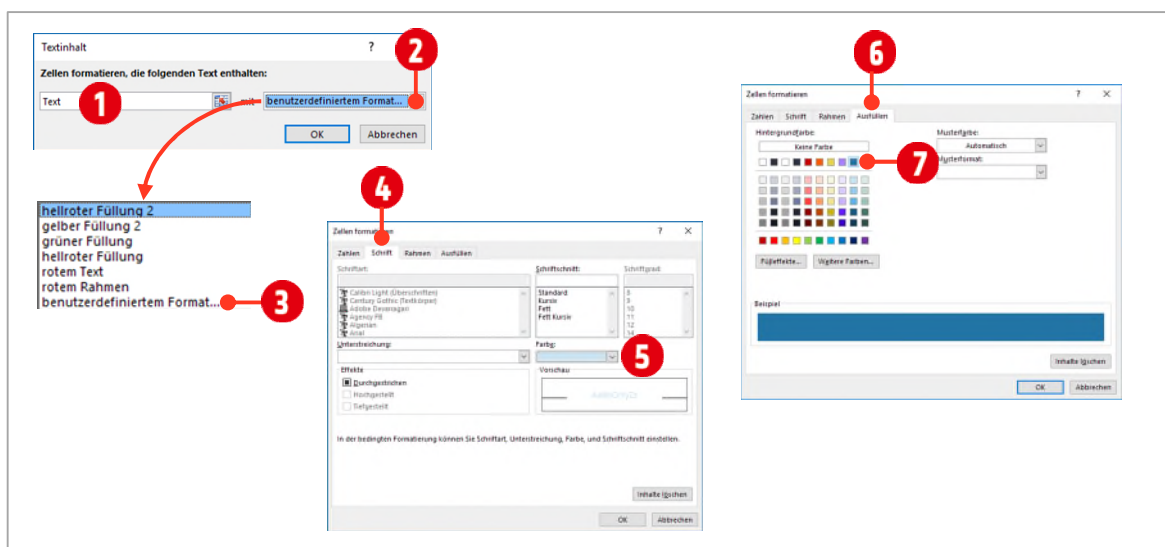 Textinhalt ?
2
Zellen formatieren, die folgenden Text enthalten:
Text
1
mit
benutzerdefiniertem Format...
OK Abbrechen
hellroter Füllung 2
gelber Füllung 2
grüner Füllung
hellroter Füllung
rotem Text
rotem Rahmen
benutzerdefiniertem Format...
3
4
Zellen formatieren ? ×
Zahlen Schrift Rahmen Ausfüllen
Schriftart: Schriftschnitt: Schriftgrad:
Calibri Light (Überschriften)
Century Gothic (Textkörper)
Adobe Devanagari
Agency FB
Algerian
Arial
Standard
Kursiv
Fett
Fett Kursiv
8
9
10
11
12
14
Unterstreichung: Farbe:
5
Effekte Vorschau
Durchgestrichen
Hochgestellt
Tiefgestellt
In der bedingten Formatierung können Sie Schriftart, Unterstreichung, Farbe, und Schriftschnitt einstellen.
Inhalte löschen
OK Abbrechen
6
Zellen formatieren ? ×
Zahlen Schrift Rahmen Ausfüllen
Hintergrundfarbe: Musterfarbe:
Keine Farbe Automatisch
7
Musterformat:
Fülleffekte... Weitere Farben...
Beispiel
Inhalte löschen
OK Abbrechen